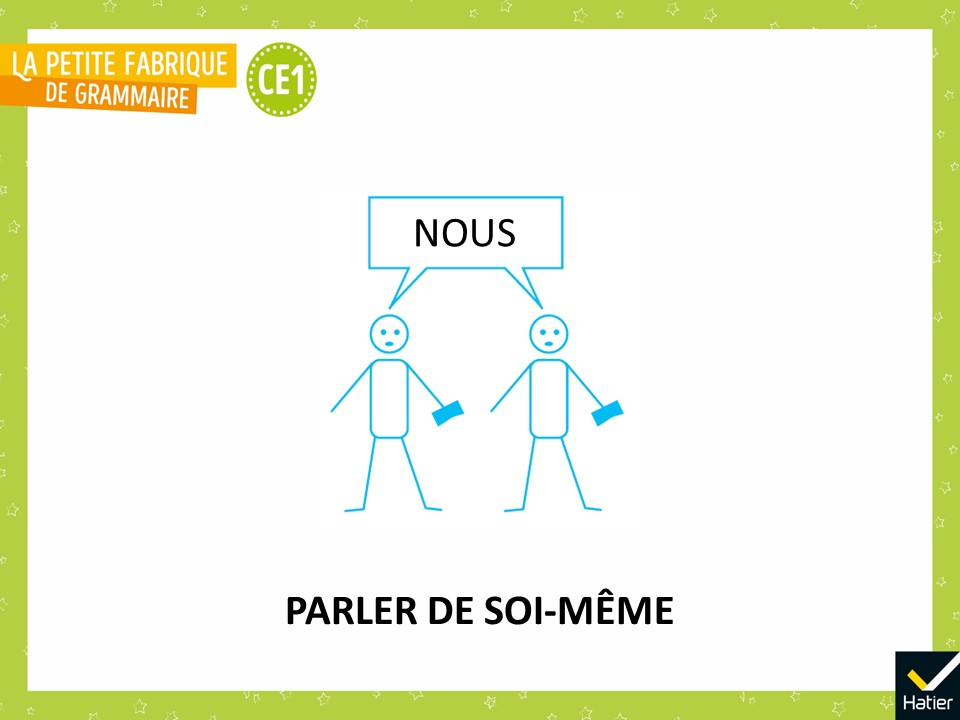 LA PETITE FABRIQUE
DE GRAMMAIRE
CE1
NOUS
PARLER DE SOI-MÊME
Hatier